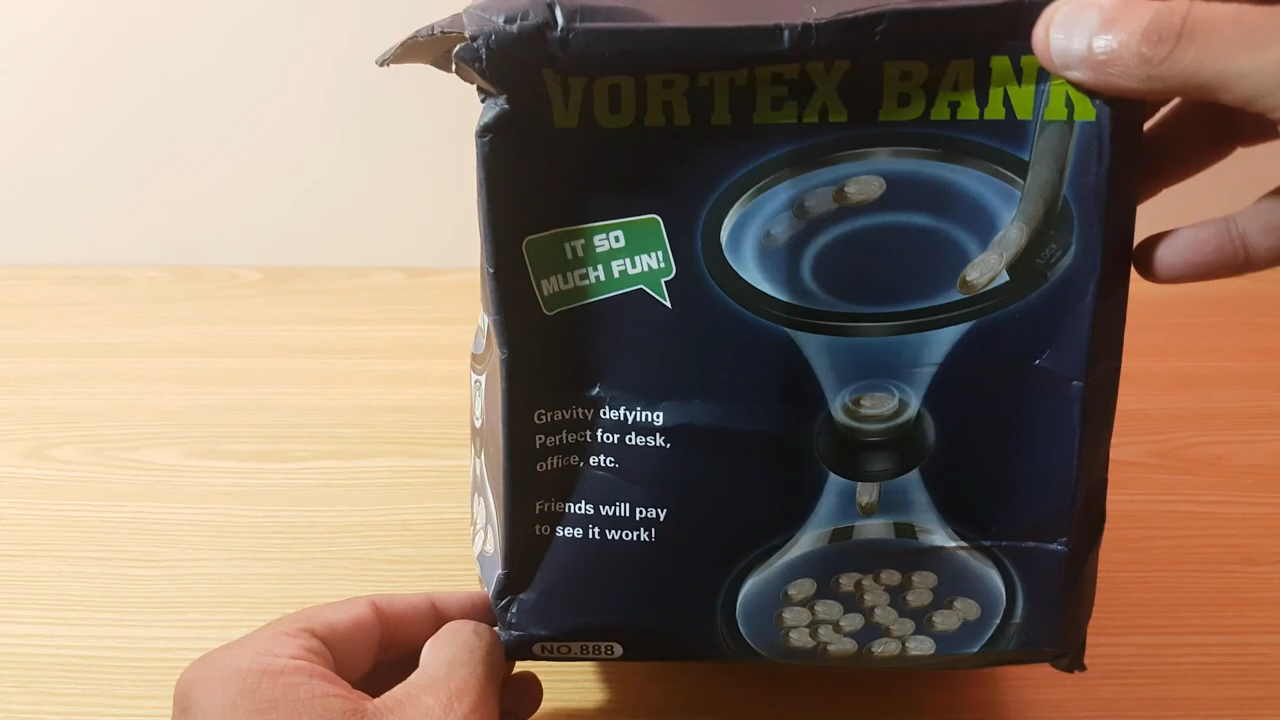 VORTEX BANK
IT SO
MUCH FUN!
LOCK
Gravity defying
Perfect for desk,
office, etc.
Friends will pay
to see it work!
NO.888